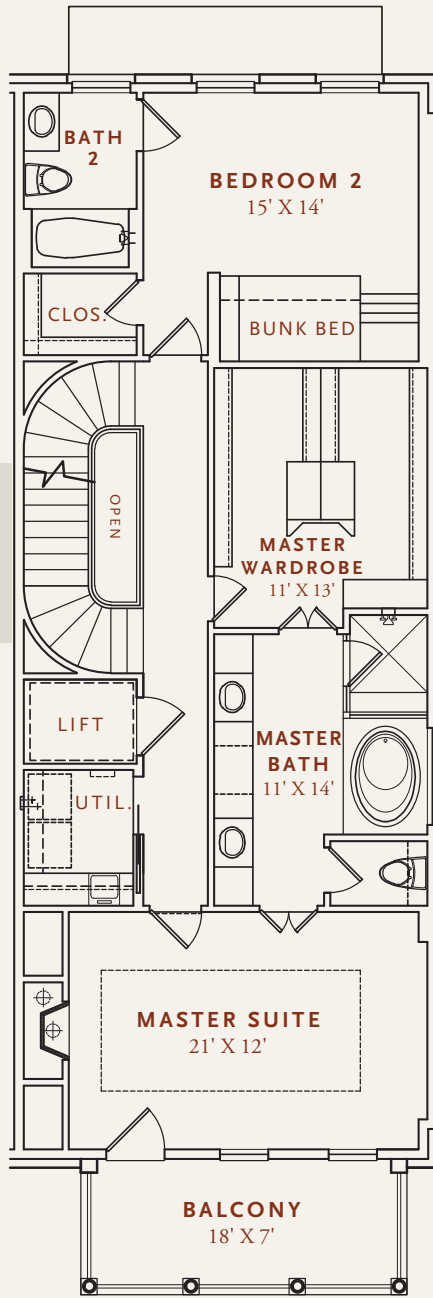 BATH
2
BEDROOM 2
15' X 14'
CLOS.
BUNK BED
OPEN
MASTER
WARDROBE
11' X 13'
LIFT
MASTER
BATH
11' X 14'
UTIL.
MASTER SUITE
21' X 12'
BALCONY
18' X 7'